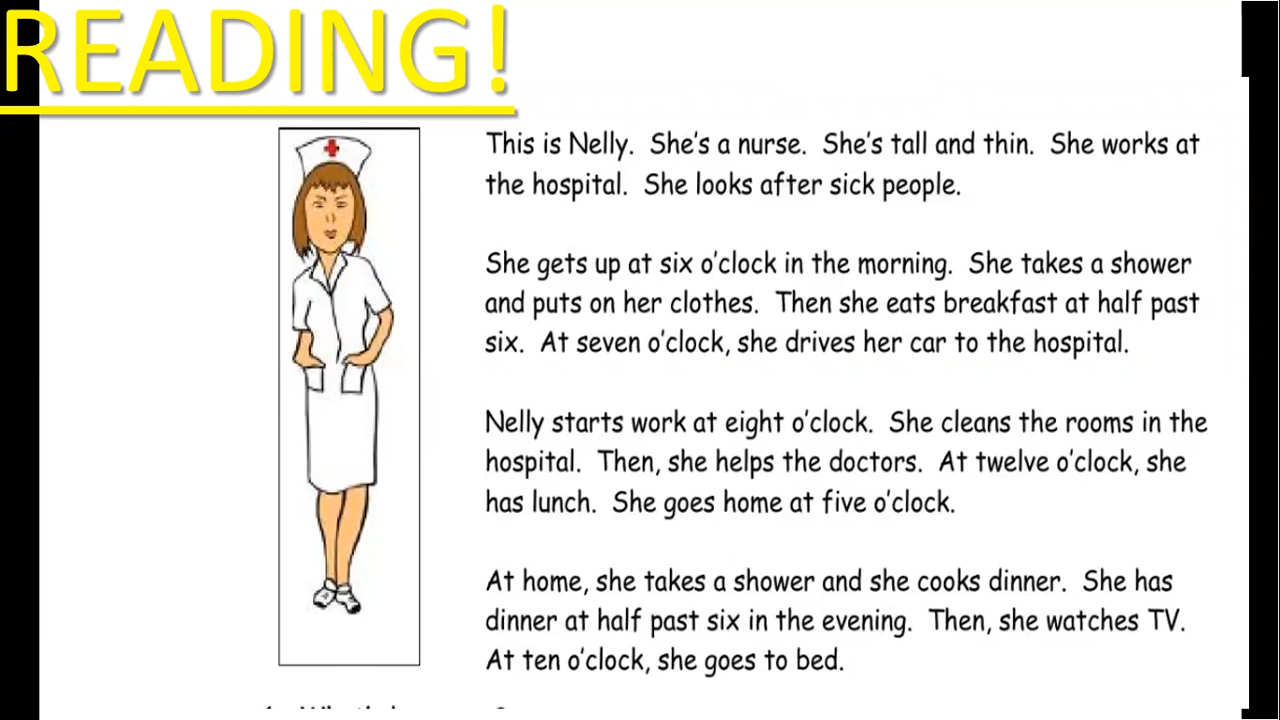 READING!
This is Nelly.  She's a nurse.  She's tall and thin.  She works at
the hospital.  She looks after sick people.
She gets up at six o'clock in the morning.  She takes a shower
and puts on her clothes.  Then she eats breakfast at half past
six.  At seven o'clock, she drives her car to the hospital.
Nelly starts work at eight o'clock.  She cleans the rooms in the
hospital.  Then, she helps the doctors.  At twelve o'clock, she
has lunch.  She goes home at five o'clock.
At home, she takes a shower and she cooks dinner.  She has
dinner at half past six in the evening.  Then, she watches TV.
At ten o'clock, she goes to bed.